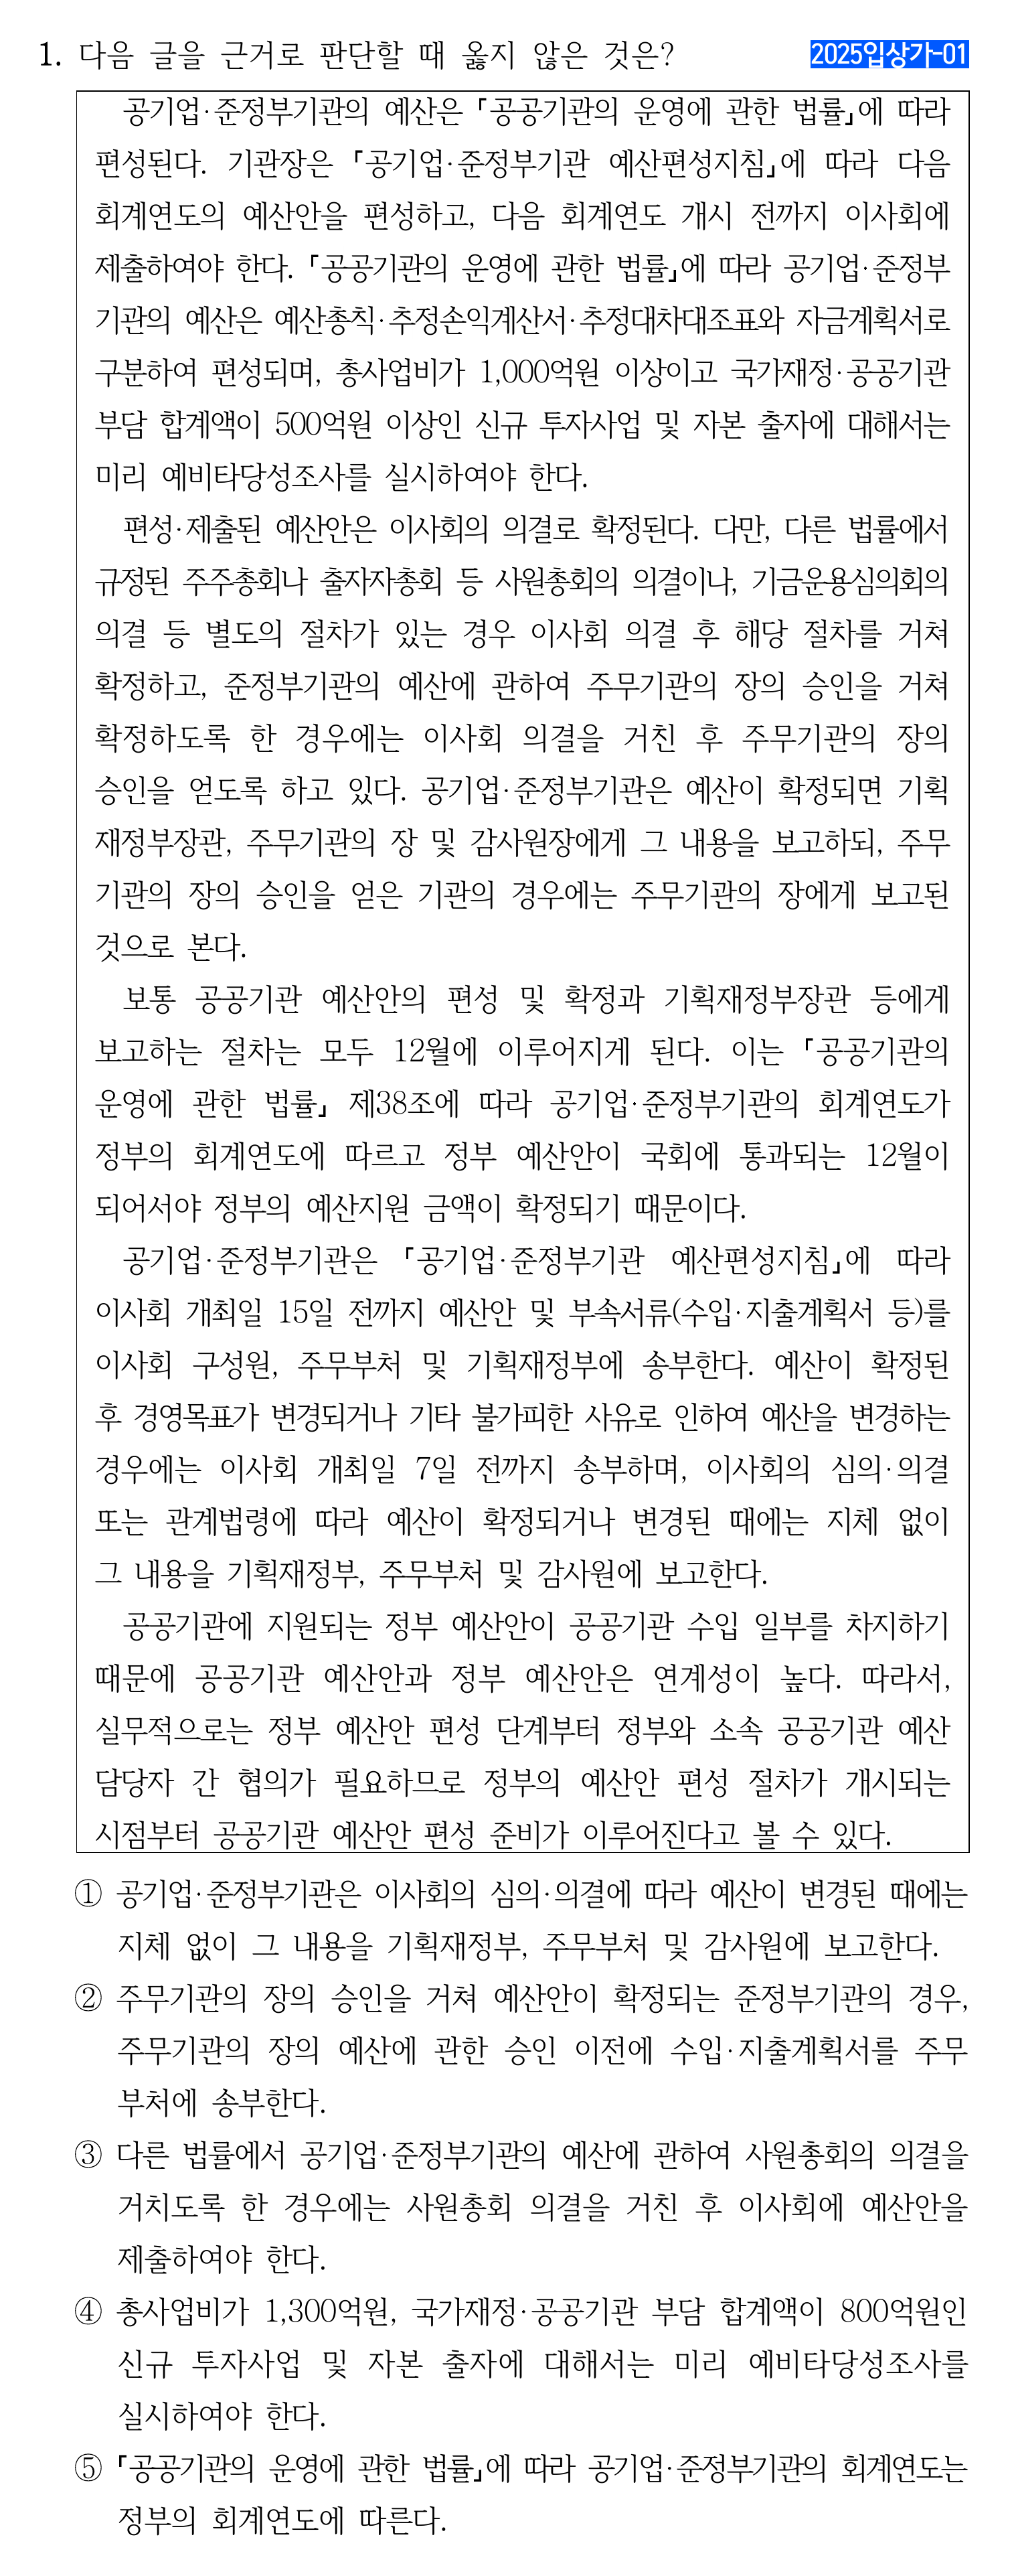 1. 다음 글을 근거로 판단할 때 옳지 않은 것은?
2025입상가-01
공기업·준정부기관의 예산은 「공공기관의 운영에 관한 법률」에 따라
편성된다. 기관장은 「공기업·준정부기관 예산편성지침」에 따라 다음
회계연도의 예산안을 편성하고, 다음 회계연도 개시 전까지 이사회에
제출하여야 한다. 「공공기관의 운영에 관한 법률」에 따라 공기업·준정부
기관의 예산은 예산총칙·추정손익계산서·추정대차대조표와 자금계획서로
구분하여 편성되며, 총사업비가 1,000억원 이상이고 국가재정·공공기관
부담 합계액이 500억원 이상인 신규 투자사업 및 자본 출자에 대해서는
미리 예비타당성조사를 실시하여야 한다.
편성·제출된 예산안은 이사회의 의결로 확정된다. 다만, 다른 법률에서
규정된 주주총회나 출자자총회 등 사원총회의 의결이나, 기금운용심의회의
의결 등 별도의 절차가 있는 경우 이사회 의결 후 해당 절차를 거쳐
확정하고, 준정부기관의 예산에 관하여 주무기관의 장의 승인을 거쳐
확정하도록 한 경우에는 이사회 의결을 거친 후 주무기관의 장의
승인을 얻도록 하고 있다. 공기업·준정부기관은 예산이 확정되면 기획
재정부장관, 주무기관의 장 및 감사원장에게 그 내용을 보고하되, 주무
기관의 장의 승인을 얻은 기관의 경우에는 주무기관의 장에게 보고된
것으로 본다.
보통 공공기관 예산안의 편성 및 확정과 기획재정부장관 등에게
보고하는 절차는 모두 12월에 이루어지게 된다. 이는 「공공기관의
운영에 관한 법률」 제38조에 따라 공기업·준정부기관의 회계연도가
정부의 회계연도에 따르고 정부 예산안이 국회에 통과되는 12월이
되어서야 정부의 예산지원 금액이 확정되기 때문이다.
공기업·준정부기관은 「공기업·준정부기관 예산편성지침」에 따라
이사회 개최일 15일 전까지 예산안 및 부속서류(수입·지출계획서 등)를
이사회 구성원, 주무부처 및 기획재정부에 송부한다. 예산이 확정된
후 경영목표가 변경되거나 기타 불가피한 사유로 인하여 예산을 변경하는
경우에는 이사회 개최일 7일 전까지 송부하며, 이사회의 심의·의결
또는 관계법령에 따라 예산이 확정되거나 변경된 때에는 지체 없이
그 내용을 기획재정부, 주무부처 및 감사원에 보고한다.
공공기관에 지원되는 정부 예산안이 공공기관 수입 일부를 차지하기
때문에 공공기관 예산안과 정부 예산안은 연계성이 높다. 따라서,
실무적으로는 정부 예산안 편성 단계부터 정부와 소속 공공기관 예산
담당자 간 협의가 필요하므로 정부의 예산안 편성 절차가 개시되는
시점부터 공공기관 예산안 편성 준비가 이루어진다고 볼 수 있다.
① 공기업·준정부기관은 이사회의 심의·의결에 따라 예산이 변경된 때에는
지체 없이 그 내용을 기획재정부, 주무부처 및 감사원에 보고한다.
② 주무기관의 장의 승인을 거쳐 예산안이 확정되는 준정부기관의 경우,
주무기관의 장의 예산에 관한 승인 이전에 수입·지출계획서를 주무
부처에 송부한다.
③ 다른 법률에서 공기업·준정부기관의 예산에 관하여 사원총회의 의결을
거치도록 한 경우에는 사원총회 의결을 거친 후 이사회에 예산안을
제출하여야 한다.
④ 총사업비가 1,300억원, 국가재정·공공기관 부담 합계액이 800억원인
신규 투자사업 및 자본 출자에 대해서는 미리 예비타당성조사를
실시하여야 한다.
⑤ 「공공기관의 운영에 관한 법률」에 따라 공기업·준정부기관의 회계연도는
정부의 회계연도에 따른다.